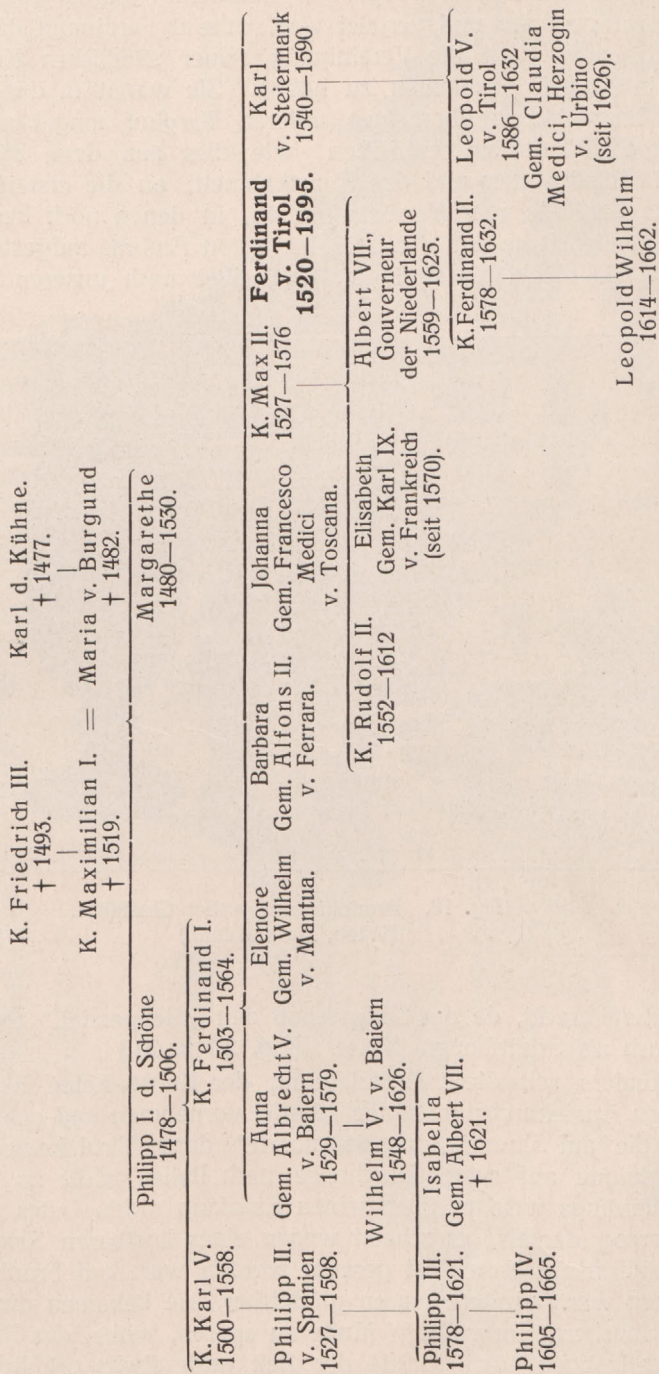 K. Friedrich III.
† 1493.
Karl d. Kühne.
† 1477.
K. Maximilian I. = Maria v. Burgund
† 1519.
† 1482.
Philipp I. d. Schöne
1478—1506.
Margarethe
1480—1530.
K. Karl V.
1500—1558.
K. Ferdinand I.
1503—1564.
Philipp II.
v. Spanien
1527—1598.
Anna
Gem. Albrecht V.
v. Baiern
1529—1579.
Elenore
Gem. Wilhelm
v. Mantua.
Barbara
Gem. Alfons II.
v. Ferrara.
Johanna
Gem. Francesco
Medici
v. Toscana.
K. Max II.
1527—1576
Ferdinand
v. Tirol
1520—1595.
Karl
v. Steiermark
1540—1590
Wilhelm V. v. Baiern
1548—1626.
K. Rudolf II.
1552—1612
Elisabeth
Gem. Karl IX.
v. Frankreich
(seit 1570).
Albert VII.,
Gouverneur
der Niederlande
1559—1625.
Philipp III.
1578—1621.
Isabella
Gem. Albert VII.
† 1621.
K. Ferdinand II.
1578—1632.
Leopold V.
v. Tirol
1586—1632
Gem. Claudia
Medici, Herzogin
v. Urbino
(seit 1626).
Philipp IV.
1605—1665.
Leopold Wilhelm
1614—1662.